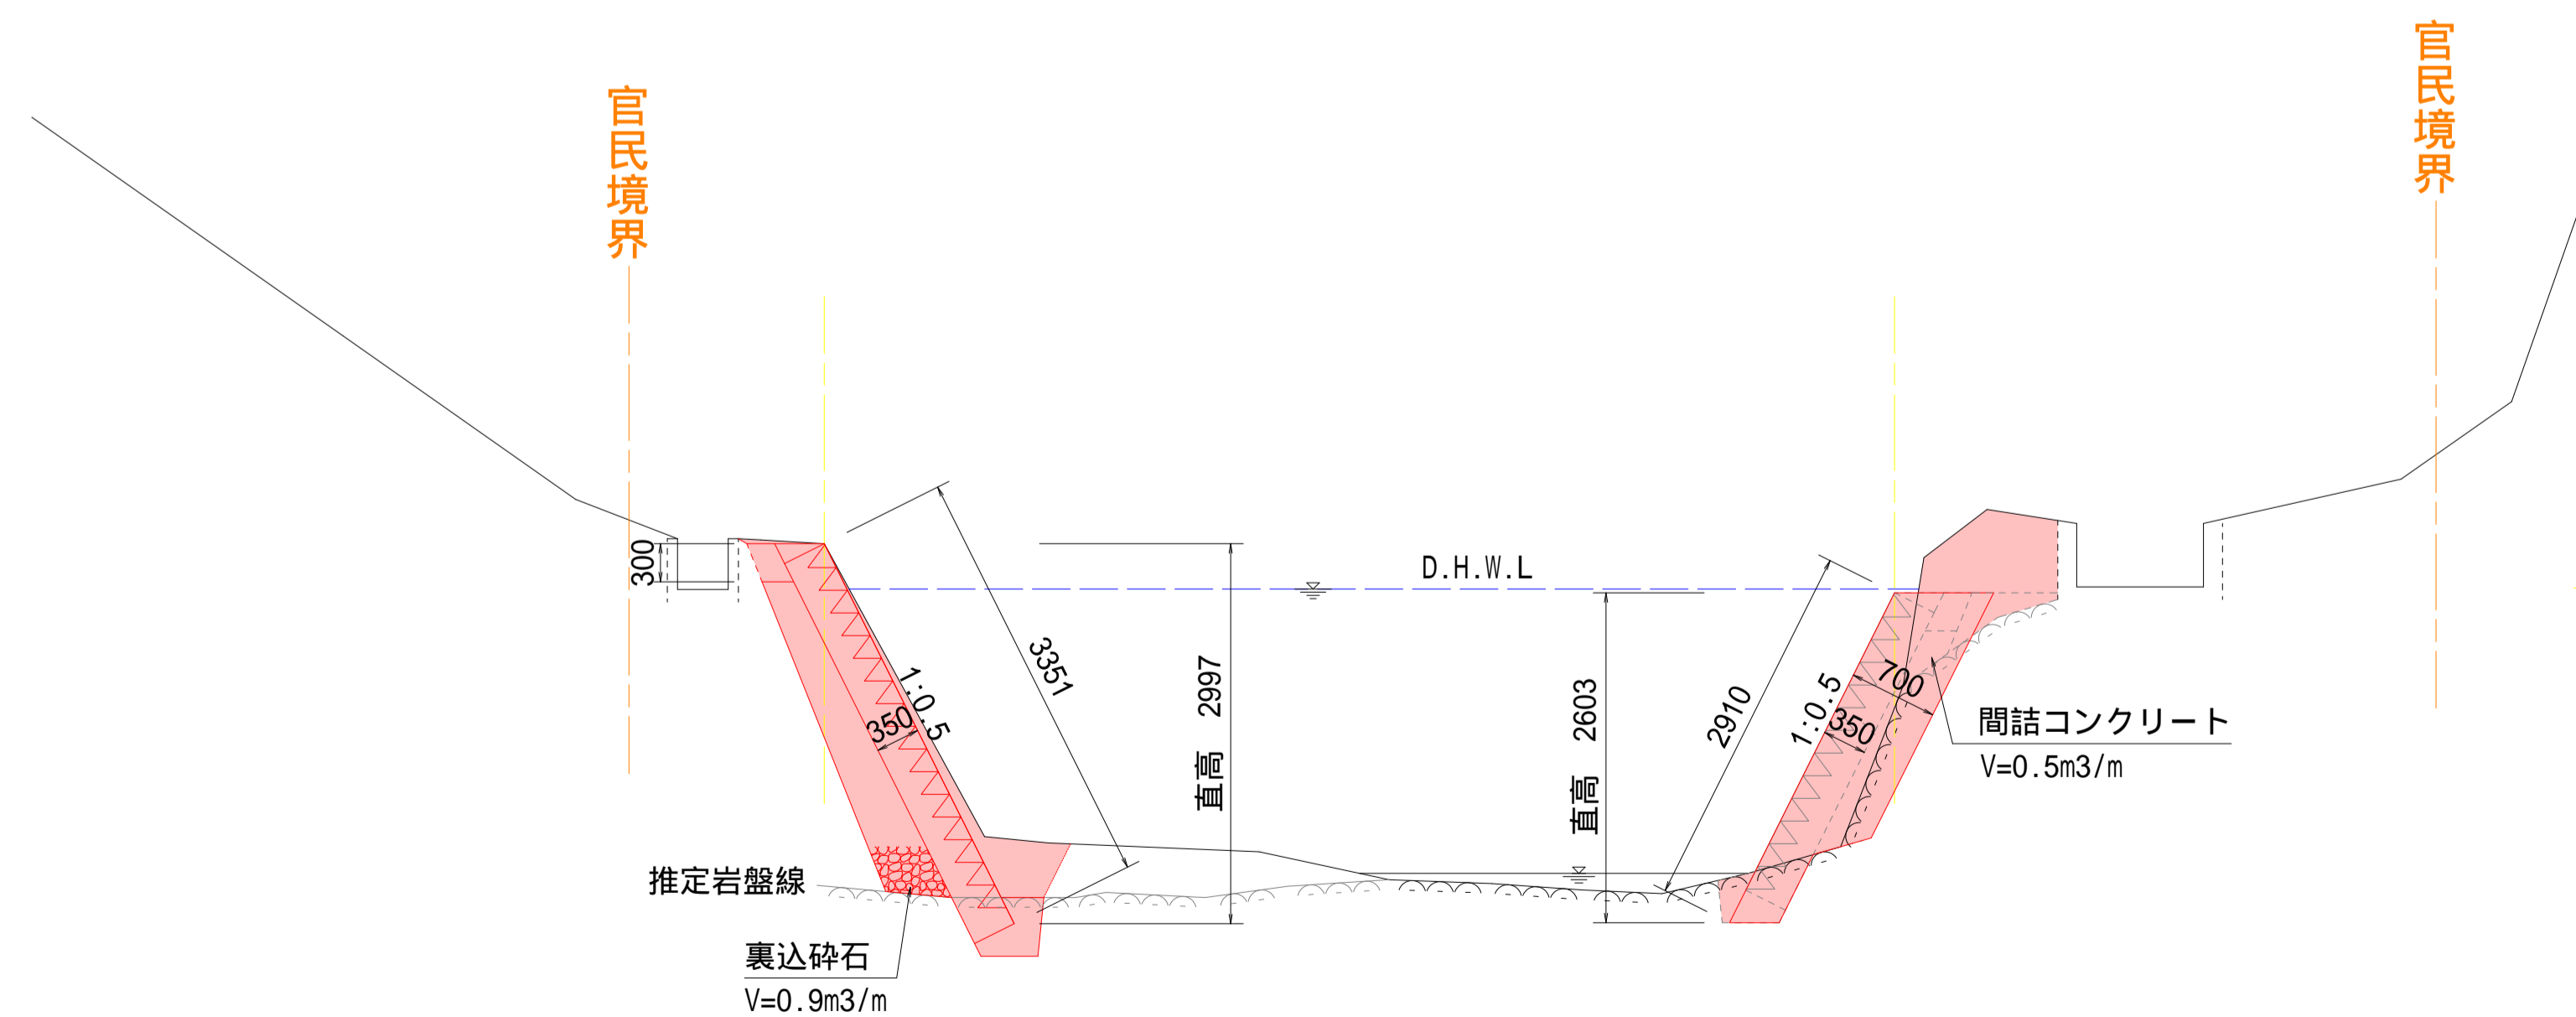 官民境界
官民境界
300
3351
1:0.5
350
直高 2997
D.H.W.L
直高 2603
2910
1:0.5
350
700
間詰コンクリート
V=0.5m3/m
推定岩盤線
裏込砕石
V=0.9m3/m